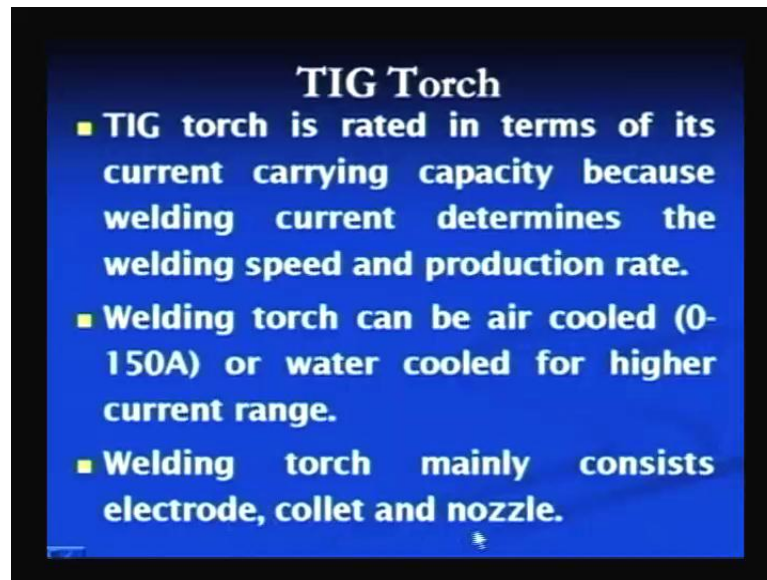 TIG Torch
TIG torch is rated in terms of its
current carrying capacity because
welding current determines the
welding speed and production rate.
Welding torch can be air cooled (0-
150A) or water cooled for higher
current range.
Welding torch mainly consists
electrode, collet and nozzle.